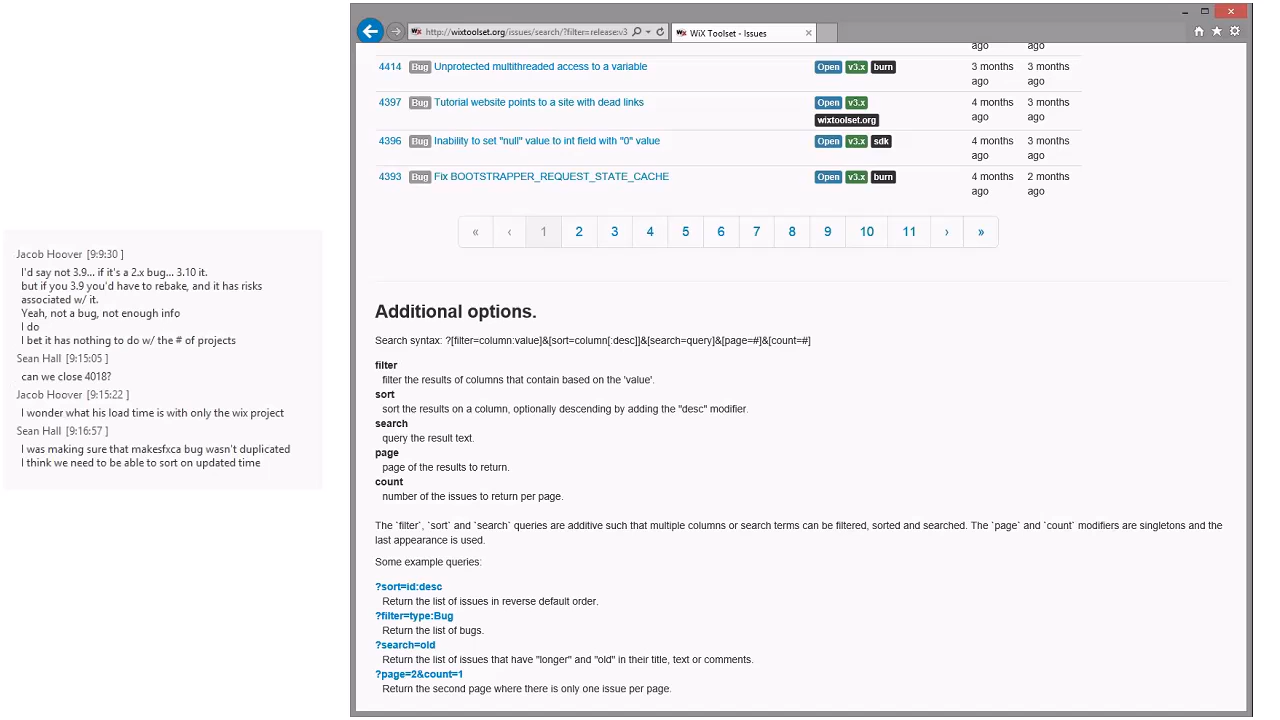 Jacob Hoover [9:9:30 ]
I'd say not 3.9... if it's a 2.x bug... 3.10 it.
but if you 3.9 you'd have to rebake, and it has risks
associated w/ it.
Yeah, not a bug, not enough info
I do
I bet it has nothing to do w/ the # of projects
Sean Hall [9:15:05 ]
can we close 4018?
Jacob Hoover [9:15:22 ]
I wonder what his load time is with only the wix project
Sean Hall [9:16:57 ]
I was making sure that makesfxca bug wasn't duplicated
I think we need to be able to sort on updated time
http://wixtoolset.org/issues/search/?filter=release:v3
WiX Toolset - Issues
ago ago
4414 Bug Unprotected multithreaded access to a variable Open v3.x burn 3 months ago 3 months ago
4397 Bug Tutorial website points to a site with dead links Open v3.x wixtoolset.org 4 months ago 3 months ago
4396 Bug Inability to set "null" value to int field with "0" value Open v3.x sdk 4 months ago 3 months ago
4393 Bug Fix BOOTSTRAPPER_REQUEST_STATE_CACHE Open v3.x burn 4 months ago 2 months ago
« ‹ 1 2 3 4 5 6 7 8 9 10 11 › »
Additional options.
Search syntax: ?[filter=column:value]&[sort=column[:desc]]&[search=query]&[page=#]&[count=#]
filter
filter the results of columns that contain based on the 'value'.
sort
sort the results on a column, optionally descending by adding the "desc" modifier.
search
query the result text.
page
page of the results to return.
count
number of the issues to return per page.
The `filter`, `sort` and `search` queries are additive such that multiple columns or search terms can be filtered, sorted and searched. The `page` and `count` modifiers are singletons and the
last appearance is used.
Some example queries:
?sort=id:desc
Return the list of issues in reverse default order.
?filter=type:Bug
Return the list of bugs.
?search=old
Return the list of issues that have "longer" and "old" in their title, text or comments.
?page=2&count=1
Return the second page where there is only one issue per page.